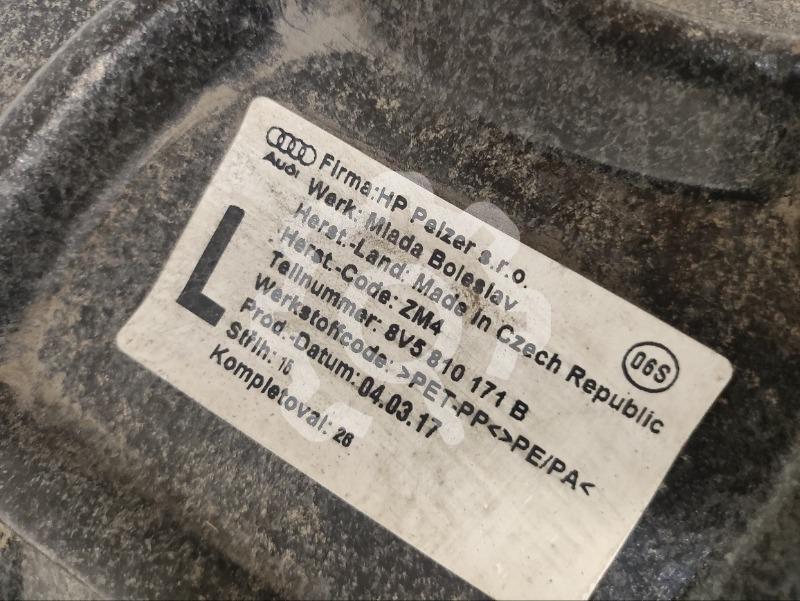 Audi
Firma:HP Pelzer s.r.o.
Werk: Mlada Boleslav
Herst.-Land: Made in Czech Republic
Herst.-Code: ZM4
Teilnummer: 8V5 810 171 B
Werkstoffcode: >PET-PP<>PE/PA<
Prod.-Datum: 04.03.17
Střih: 16
Kompletoval: 26
L
06S